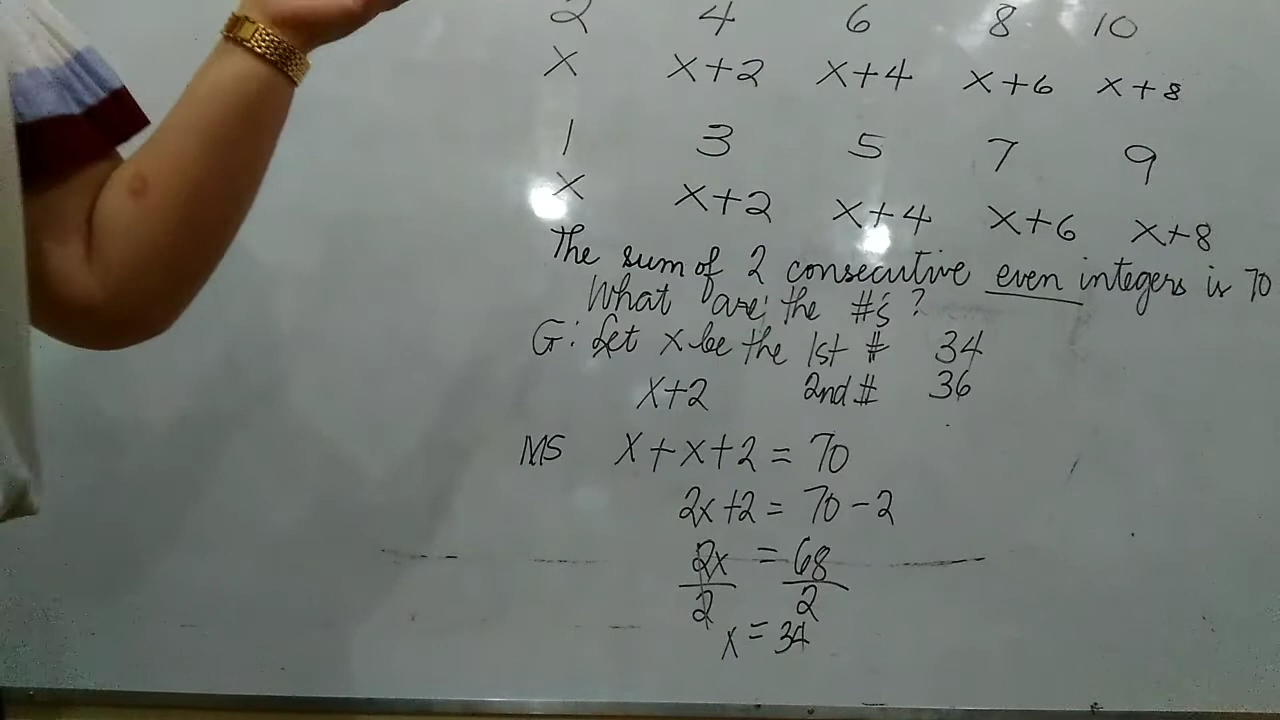 2 4 6 8 10
x x+2 x+4 x+6 x+8
1 3 5 7 9
x x+2 x+4 x+6 x+8
The sum of 2 consecutive even integers is 70
What are the #'s ?
G: Let x be the 1st # 34
x+2 2nd # 36
MS x+x+2 = 70
2x+2 = 70-2
2x = 68
2 2
x = 34